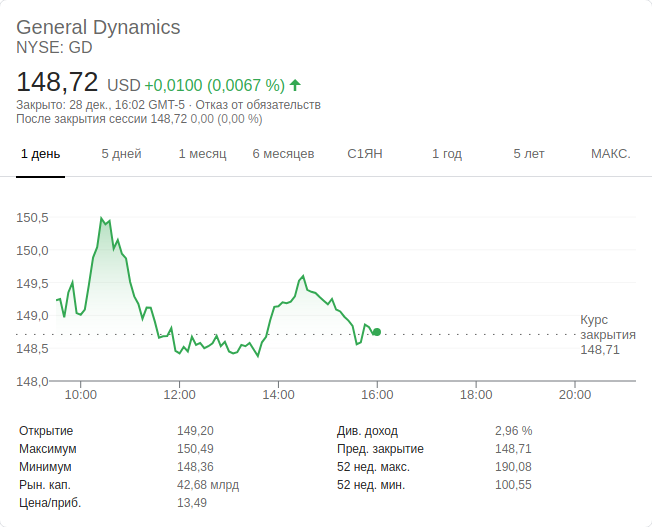 General Dynamics
NYSE: GD
148,72 USD +0,0100 (0,0067 %)
Закрыто: 28 дек., 16:02 GMT-5 · Отказ от обязательств
После закрытия сессии 148,72 0,00 (0,00 %)
1 день 5 дней 1 месяц 6 месяцев С1ЯН 1 год 5 лет МАКС.
150,5
150,0
149,5
149,0
148,5
148,0
Курс
закрытия
148,71
10:00 12:00 14:00 16:00 18:00 20:00
Открытие 149,20 Див. доход 2,96 %
Максимум 150,49 Пред. закрытие 148,71
Минимум 148,36 52 нед. макс. 190,08
Рын. кап. 42,68 млрд 52 нед. мин. 100,55
Цена/приб. 13,49